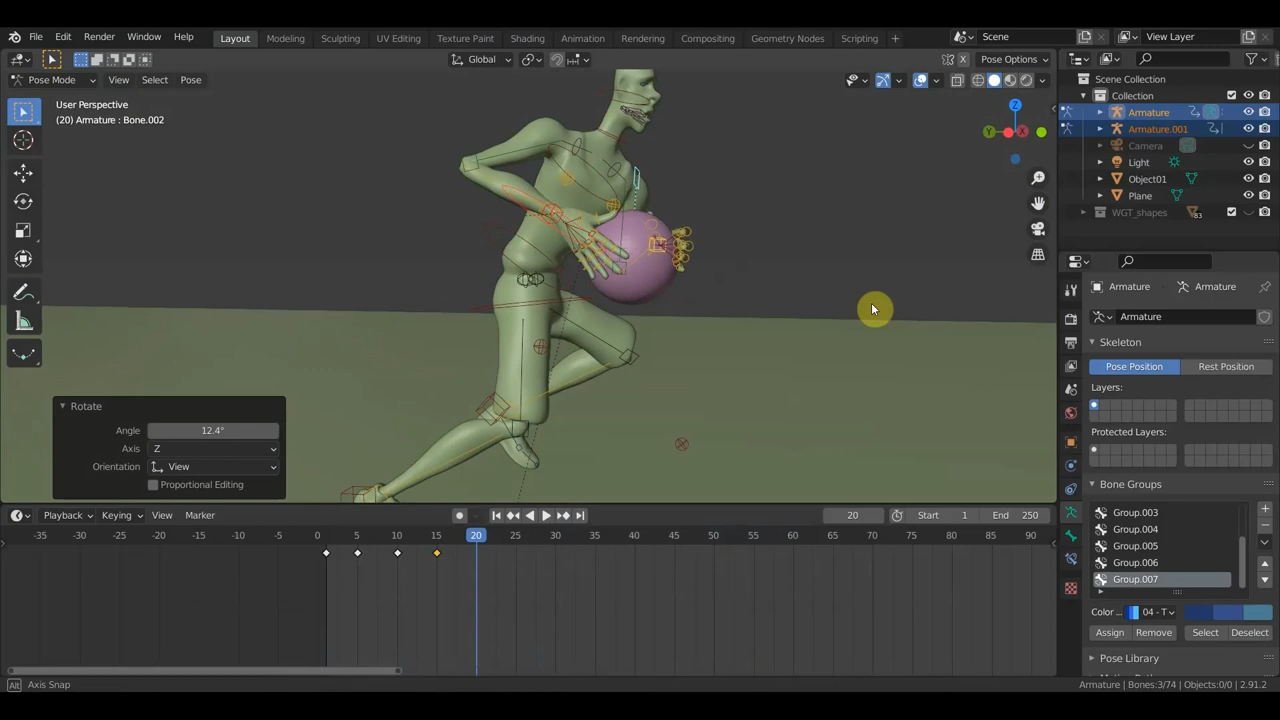 File Edit Render Window Help Layout Modeling Sculpting UV Editing Texture Paint Shading Animation Rendering Compositing Geometry Nodes Scripting + Scene View Layer
Global X Pose Options
Pose Mode View Select Pose
User Perspective
(20) Armature : Bone.002
Z
Y X
Scene Collection
Collection
Armature
Armature.001
Camera
Light
Object01
Plane
WGT_shapes 83
Armature Armature
Armature
Skeleton
Pose Position Rest Position
Layers:
Protected Layers:
Bone Groups
Group.003
Group.004
Group.005
Group.006
Group.007
Color ... 04 - T
Assign Remove Select Deselect
Pose Library
Rotate
Angle 12.4°
Axis Z
Orientation View
Proportional Editing
Playback Keying View Marker 20 Start 1 End 250
-35 -30 -25 -20 -15 -10 -5 0 5 10 15 20 25 30 35 40 45 50 55 60 65 70 75 80 85 90
Alt Axis Snap Armature | Bones:3/74 | Objects:0/0 | 2.91.2